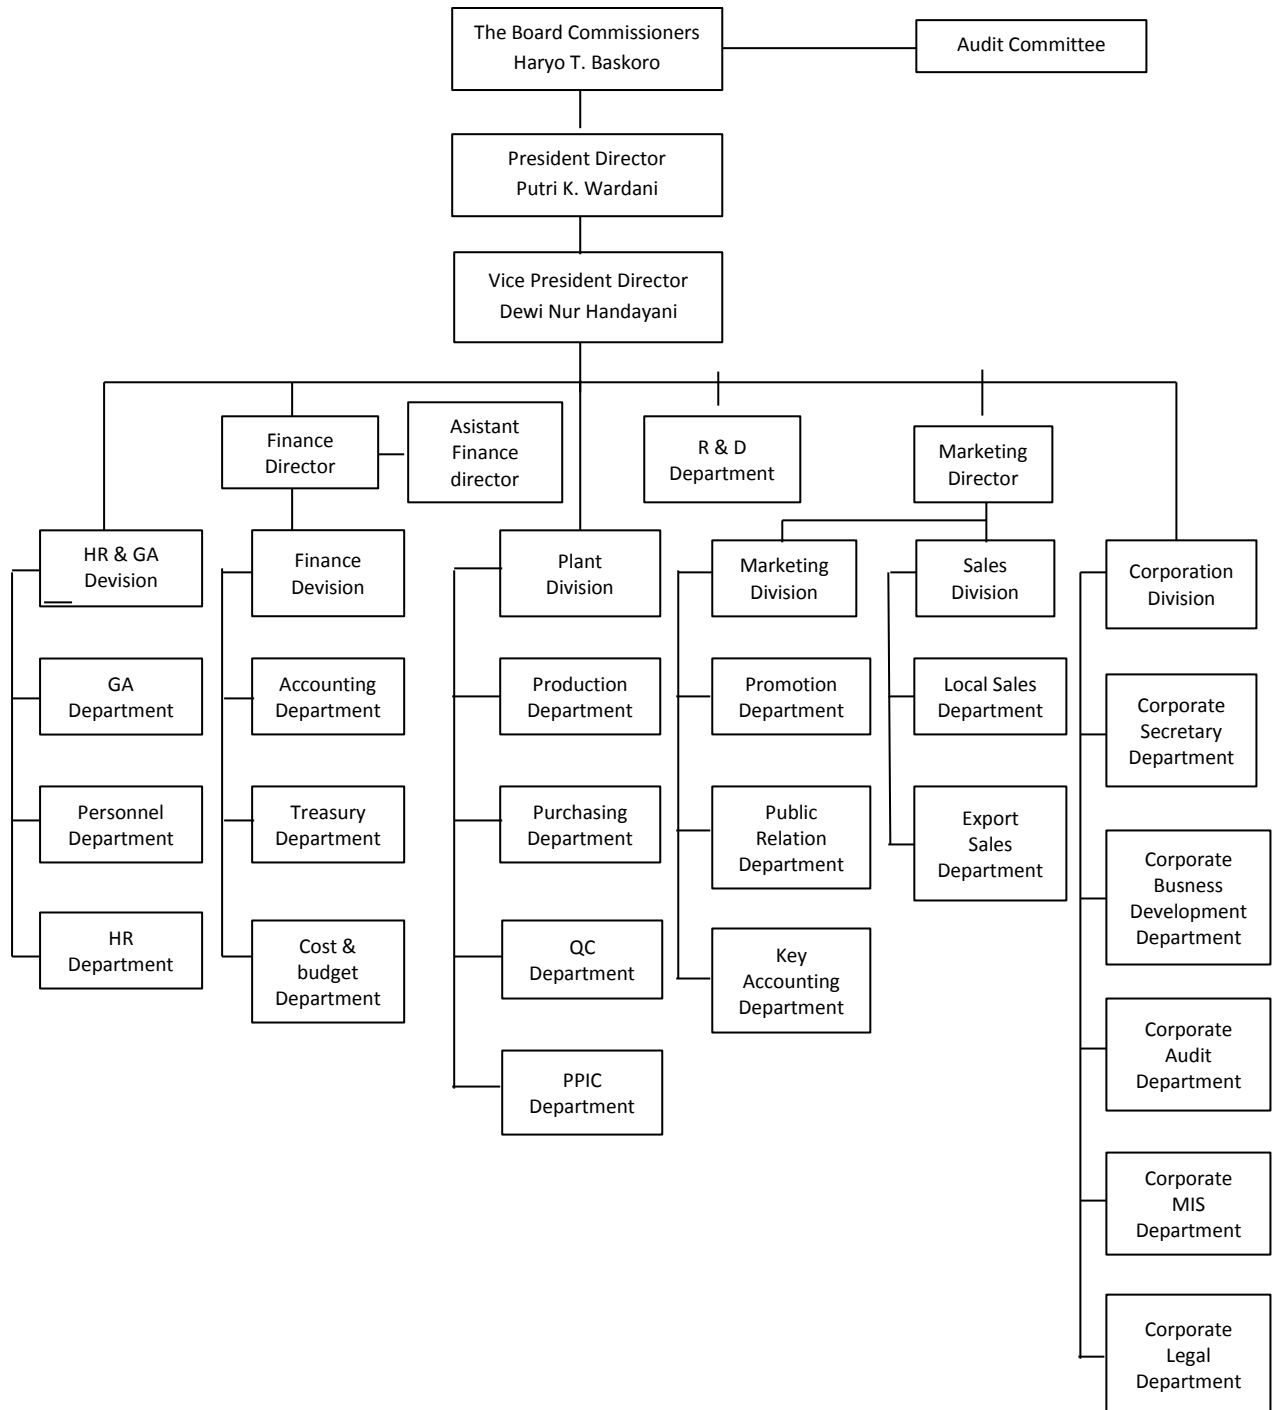 The Board Commissioners
Haryo T. Baskoro
Audit Committee
President Director
Putri K. Wardani
Vice President Director
Dewi Nur Handayani
Finance
Director
Asistant
Finance
director
R & D
Department
Marketing
Director
HR & GA
Devision
Finance
Devision
Plant
Division
Marketing
Division
Sales
Division
Corporation
Division
GA
Department
Accounting
Department
Production
Department
Promotion
Department
Local Sales
Department
Corporate
Secretary
Department
Personnel
Department
Treasury
Department
Purchasing
Department
Public
Relation
Department
Export
Sales
Department
Corporate
Busness
Development
Department
HR
Department
Cost &
budget
Department
QC
Department
Key
Accounting
Department
Corporate
Audit
Department
PPIC
Department
Corporate
MIS
Department
Corporate
Legal
Department